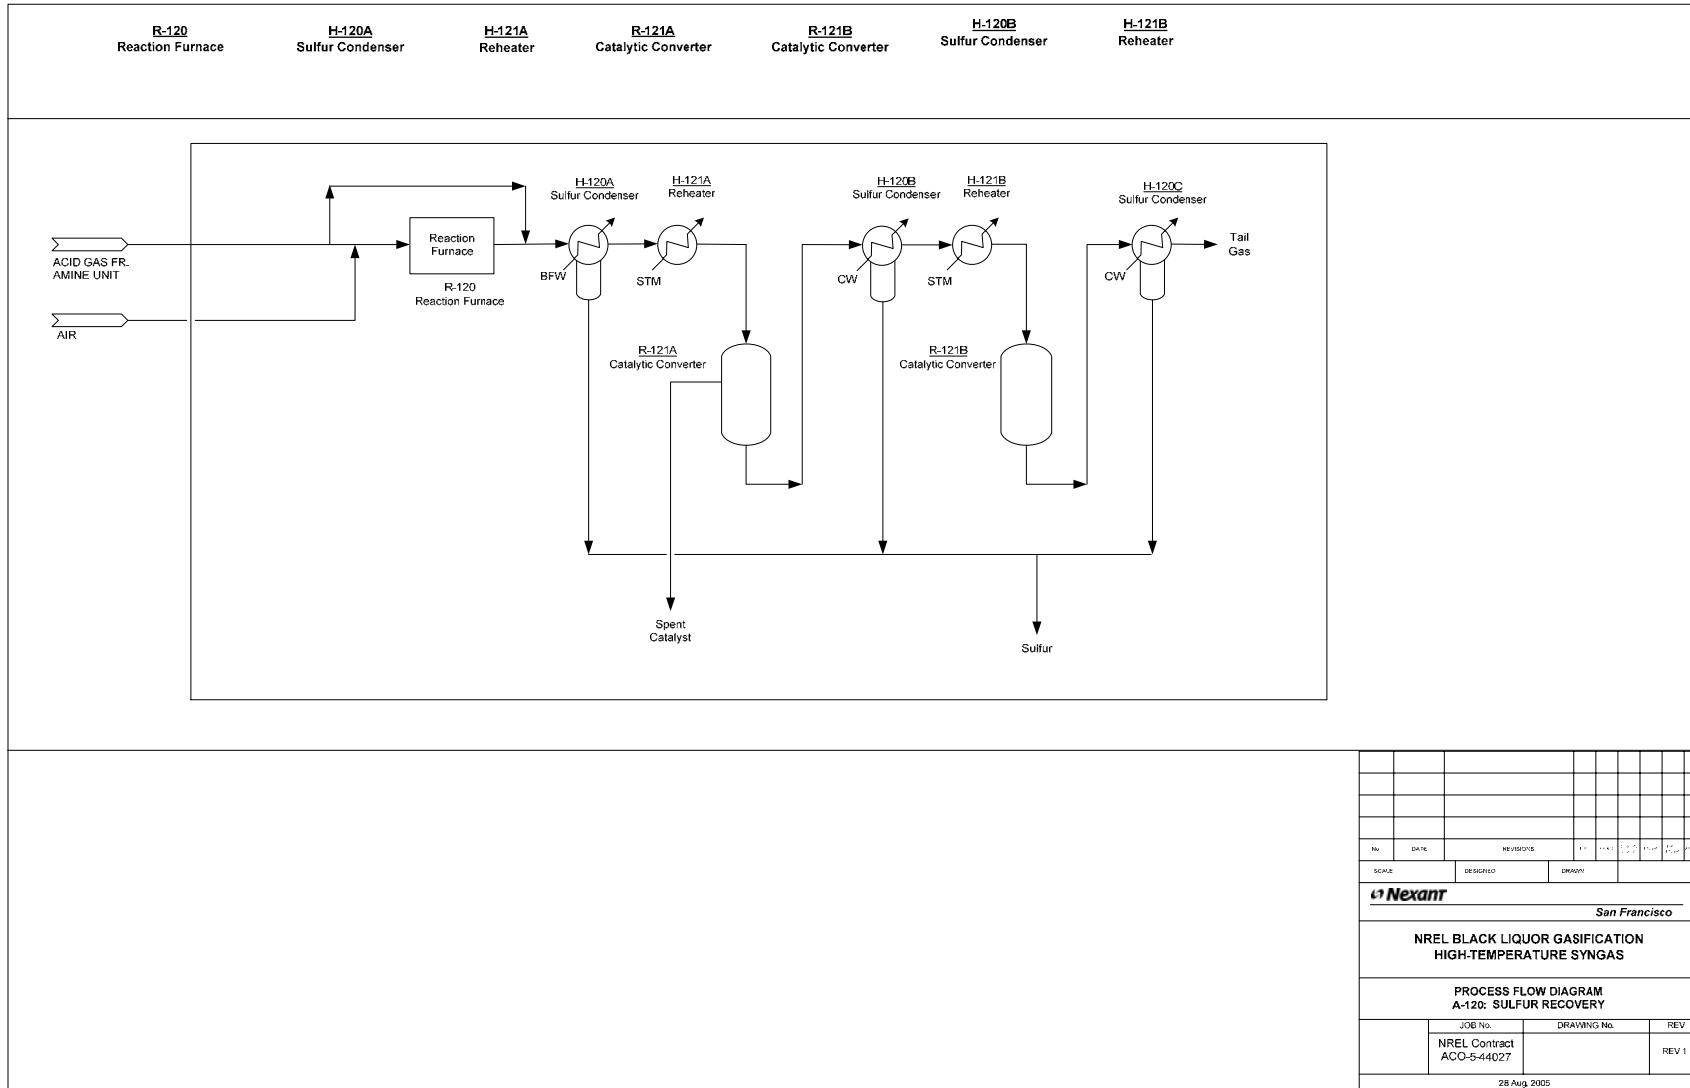 R-120
Reaction Furnace
H-120A
Sulfur Condenser
H-121A
Reheater
R-121A
Catalytic Converter
R-121B
Catalytic Converter
H-120B
Sulfur Condenser
H-121B
Reheater
H-120A
Sulfur Condenser
H-121A
Reheater
H-120B
Sulfur Condenser
H-121B
Reheater
H-120C
Sulfur Condenser
Reaction
Furnace
Tail
Gas
ACID GAS FR.
AMINE UNIT
BFW
STM
CW
STM
CW
R-120
Reaction Furnace
AIR
R-121A
Catalytic Converter
R-121B
Catalytic Converter
Spent
Catalyst
Sulfur
No
DATE
REVISIONS
SCALE
DESIGNED
DRAWN
Nexant
San Francisco
NREL BLACK LIQUOR GASIFICATION
HIGH-TEMPERATURE SYNGAS
PROCESS FLOW DIAGRAM
A-120: SULFUR RECOVERY
JOB No.
DRAWING No.
REV
NREL Contract
ACO-5-44027
REV 1
28 Aug, 2005